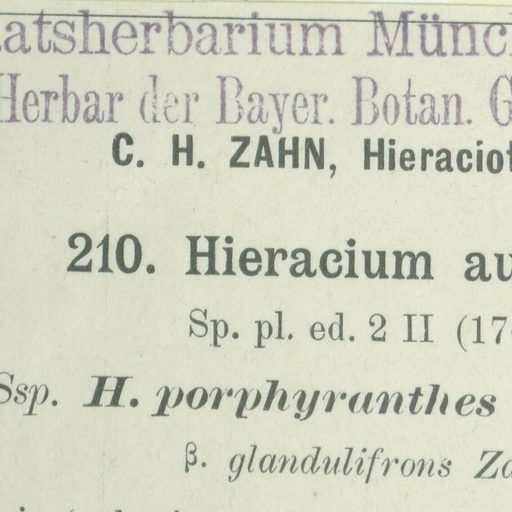 atsherbarium Münc
Herbar der Bayer. Botan. G
C. H. ZAHN, Hieraciot
210. Hieracium au
Sp. pl. ed. 2 II (17
Ssp. H. porphyranthes
β. glandulifrons Za